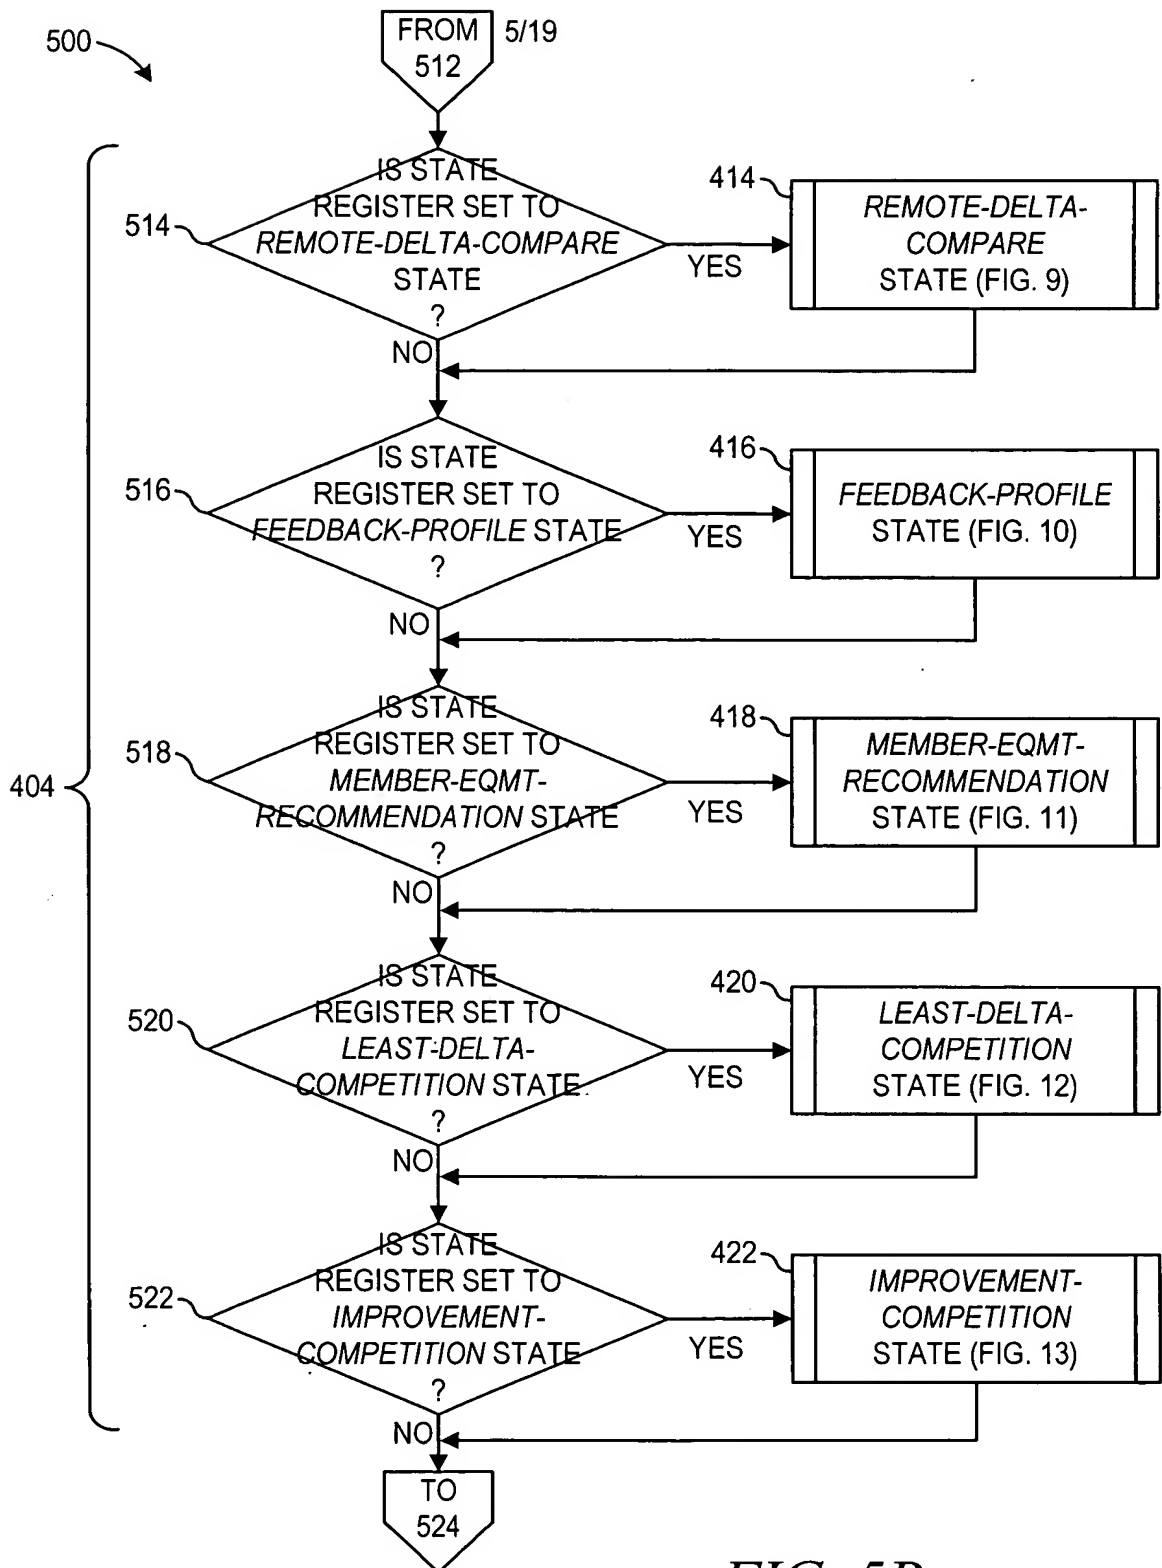 500
FROM
512
5/19
IS STATE
REGISTER SET TO
REMOTE-DELTA-COMPARE
STATE
?
514
YES
NO
414
REMOTE-DELTA-
COMPARE
STATE (FIG. 9)
IS STATE
REGISTER SET TO
FEEDBACK-PROFILE STATE
?
516
YES
NO
416
FEEDBACK-PROFILE
STATE (FIG. 10)
404
IS STATE
REGISTER SET TO
MEMBER-EQMT-
RECOMMENDATION STATE
?
518
YES
NO
418
MEMBER-EQMT-
RECOMMENDATION
STATE (FIG. 11)
IS STATE
REGISTER SET TO
LEAST-DELTA-
COMPETITION STATE
?
520
YES
NO
420
LEAST-DELTA-
COMPETITION
STATE (FIG. 12)
IS STATE
REGISTER SET TO
IMPROVEMENT-
COMPETITION STATE
?
522
YES
NO
422
IMPROVEMENT-
COMPETITION
STATE (FIG. 13)
TO
524
FIG. 5B